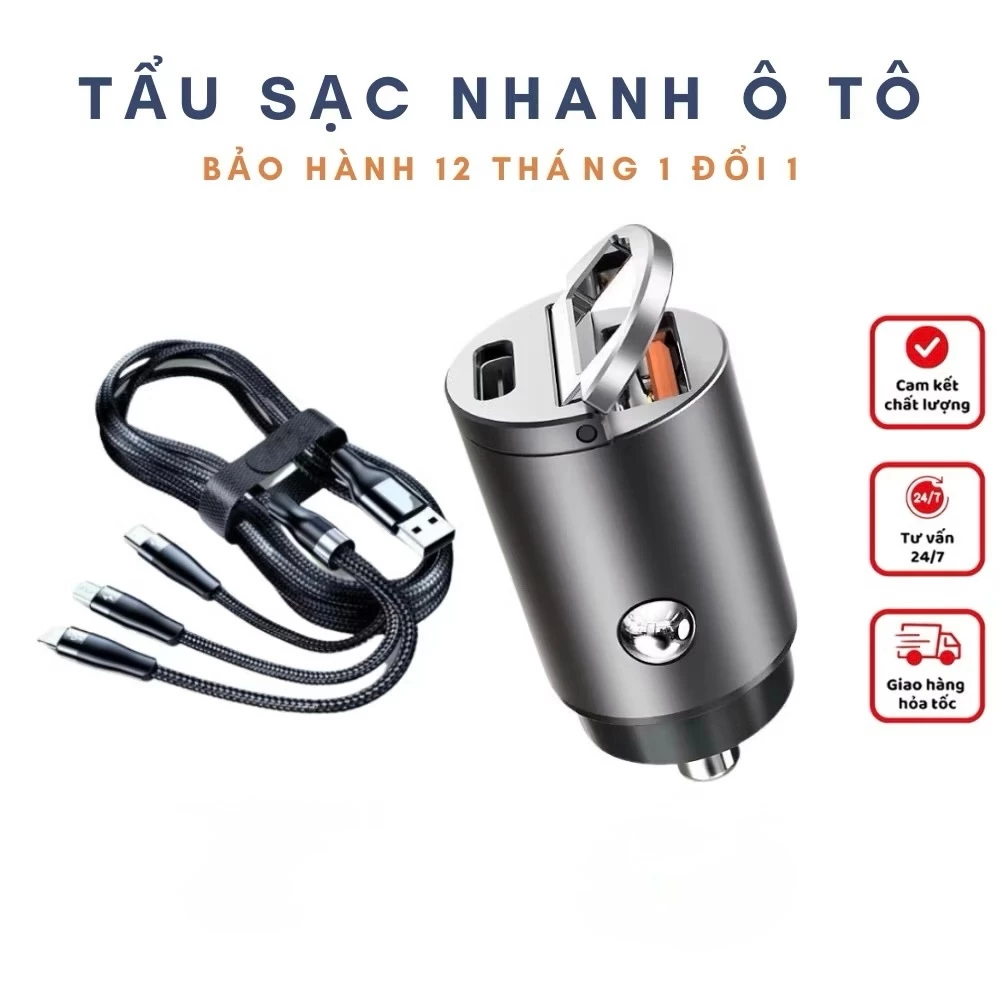 TẨU SẠC NHANH Ô TÔ
BẢO HÀNH 12 THÁNG 1 ĐỔI 1
Cam kết
chất lượng
24/7
Tư vấn
24/7
Giao hàng
hỏa tốc